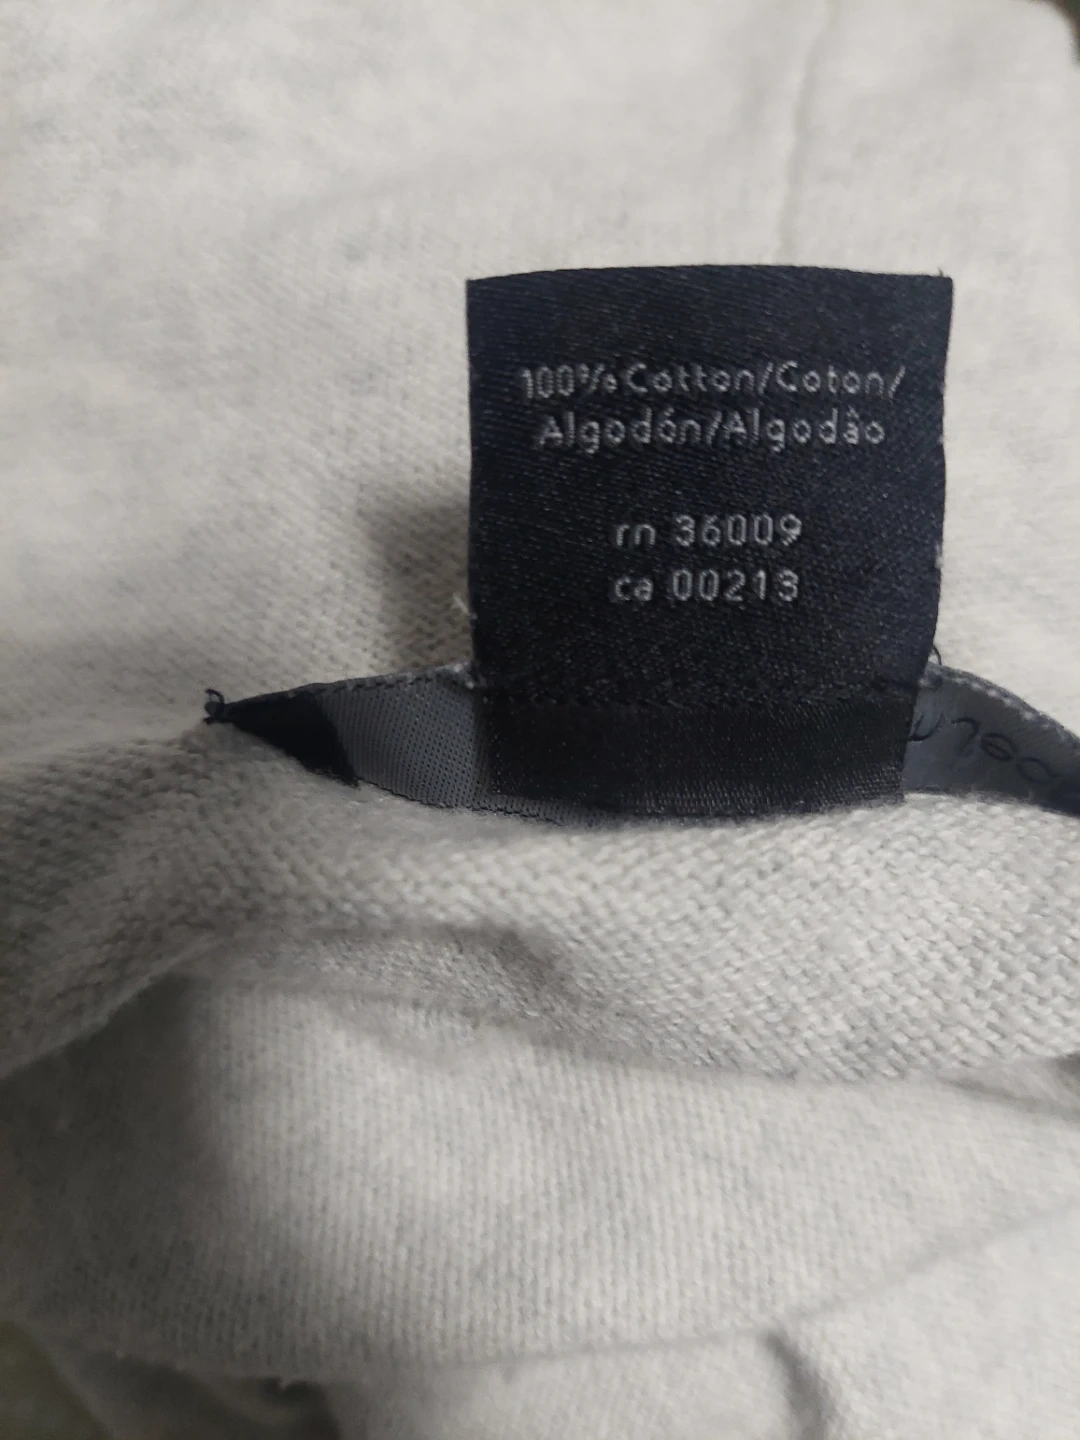 100% Cotton/Coton/
Algodón/Algodão
rn 36009
ca 00213